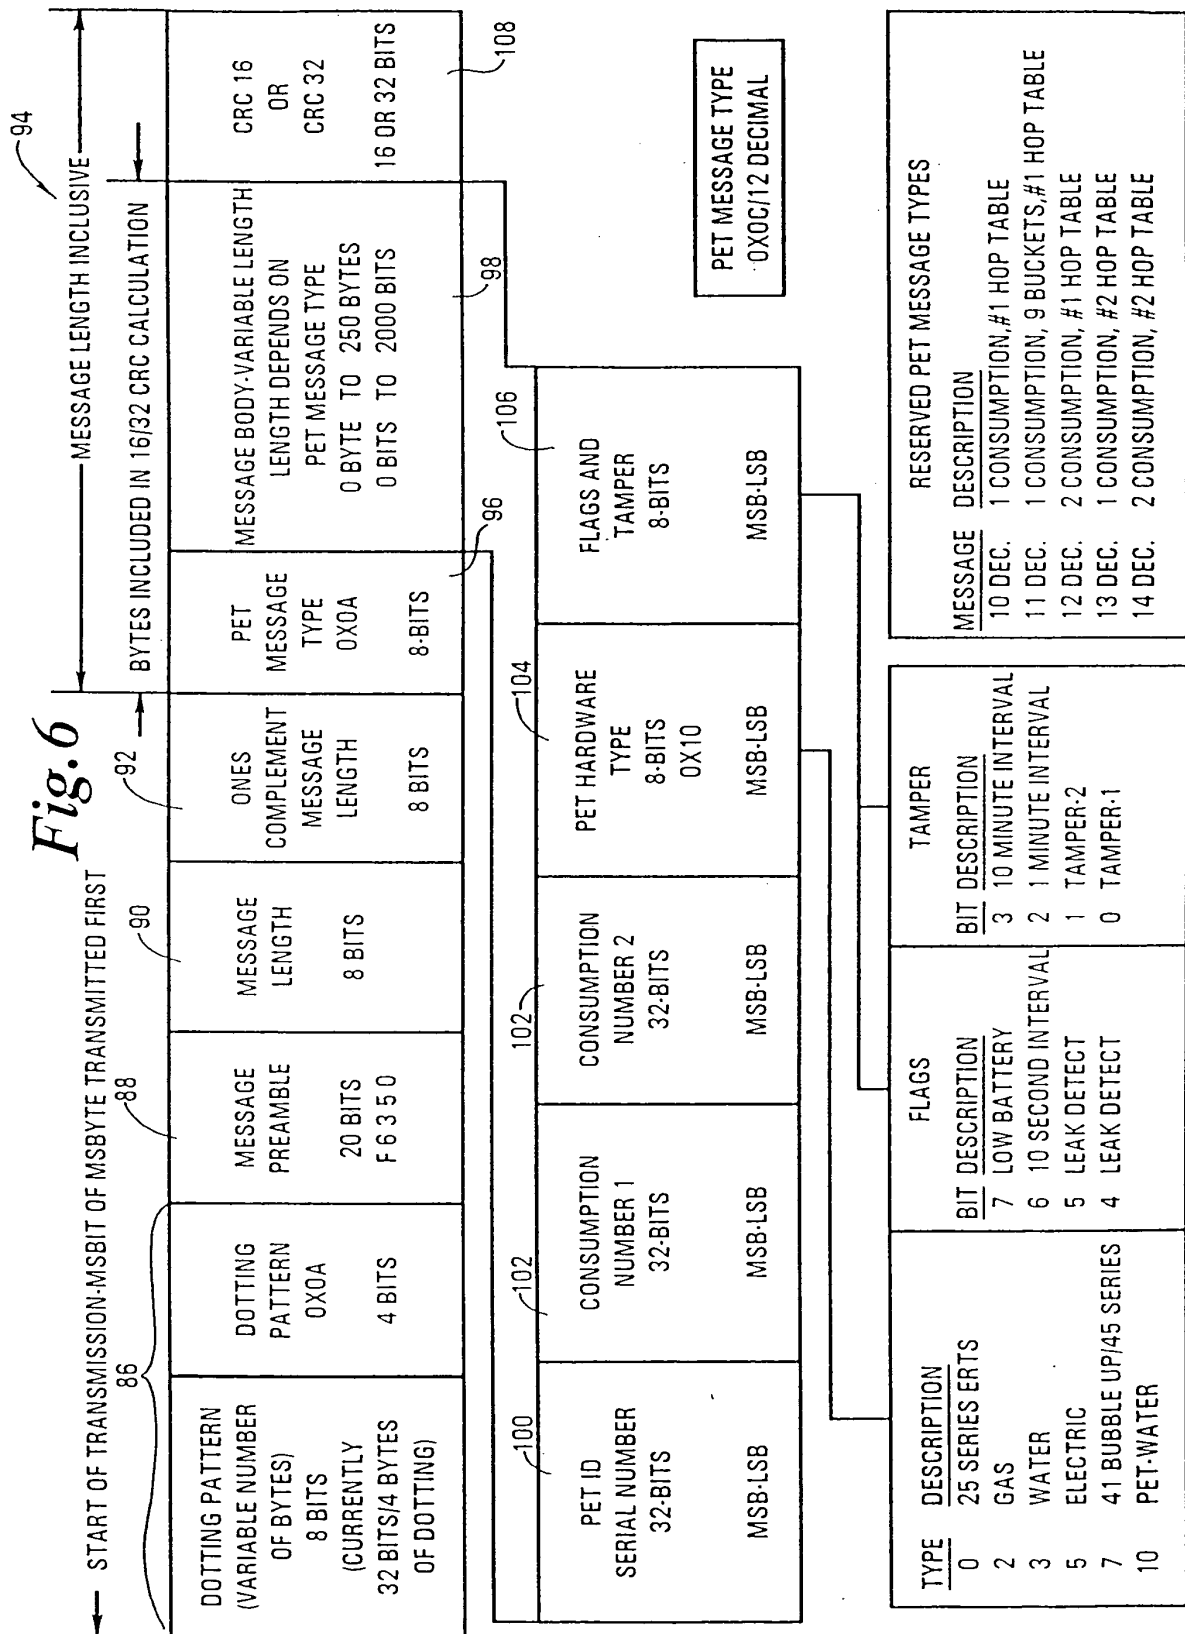 Fig.6
START OF TRANSMISSION-MSBIT OF MSBYTE TRANSMITTED FIRST
MESSAGE LENGTH INCLUSIVE
94
BYTES INCLUDED IN 16/32 CRC CALCULATION
86
88
90
92
DOTTING PATTERN
(VARIABLE NUMBER
OF BYTES)
8 BITS
(CURRENTLY
32 BITS/4 BYTES
OF DOTTING)
DOTTING
PATTERN
0X0A
4 BITS
MESSAGE
PREAMBLE
20 BITS
F 6 3 5 0
MESSAGE
LENGTH
8 BITS
ONES
COMPLEMENT
MESSAGE
LENGTH
8 BITS
PET
MESSAGE
TYPE
0X0A
8-BITS
96
MESSAGE BODY-VARIABLE LENGTH
LENGTH DEPENDS ON
PET MESSAGE TYPE
0 BYTE TO 250 BYTES
0 BITS TO 2000 BITS
98
CRC 16
OR
CRC 32
16 OR 32 BITS
108
100
PET ID
SERIAL NUMBER
32-BITS
MSB-LSB
102
CONSUMPTION
NUMBER 1
32-BITS
MSB-LSB
102
CONSUMPTION
NUMBER 2
32-BITS
MSB-LSB
104
PET HARDWARE
TYPE
8-BITS
0X10
MSB-LSB
106
FLAGS AND
TAMPER
8-BITS
MSB-LSB
PET MESSAGE TYPE
0X0C/12 DECIMAL
TYPE DESCRIPTION
0 25 SERIES ERTS
2 GAS
3 WATER
5 ELECTRIC
7 41 BUBBLE UP/45 SERIES
10 PET-WATER
FLAGS
BIT DESCRIPTION
7 LOW BATTERY
6 10 SECOND INTERVAL
5 LEAK DETECT
4 LEAK DETECT
TAMPER
BIT DESCRIPTION
3 10 MINUTE INTERVAL
2 1 MINUTE INTERVAL
1 TAMPER-2
0 TAMPER-1
RESERVED PET MESSAGE TYPES
MESSAGE DESCRIPTION
10 DEC. 1 CONSUMPTION,#1 HOP TABLE
11 DEC. 1 CONSUMPTION, 9 BUCKETS,#1 HOP TABLE
12 DEC. 2 CONSUMPTION, #1 HOP TABLE
13 DEC. 1 CONSUMPTION, #2 HOP TABLE
14 DEC. 2 CONSUMPTION, #2 HOP TABLE